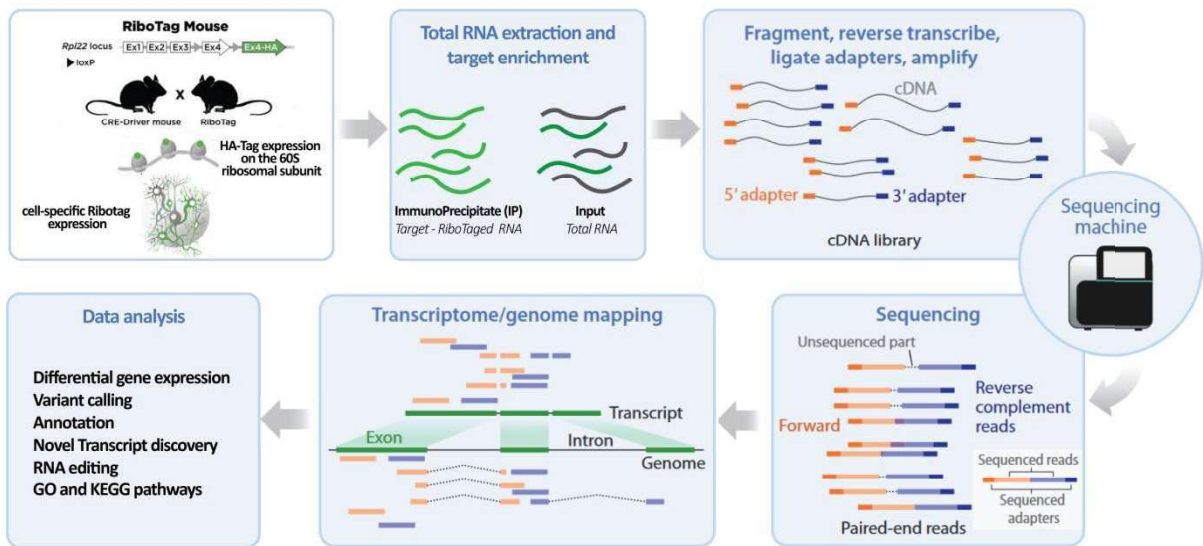 RiboTag Mouse
Rpl22 locus
Ex1 Ex2 Ex3 Ex4 Ex4-HA
loxP
X
CRE-Driver mouse
RiboTag
HA-Tag expression
on the 60S
ribosomal subunit
cell-specific Ribotag
expression
Total RNA extraction and
target enrichment
ImmunoPrecipitate (IP)
Target - RiboTaged RNA
Input
Total RNA
Fragment, reverse transcribe,
ligate adapters, amplify
cDNA
5' adapter
3' adapter
cDNA library
Sequencing
machine
Data analysis
Differential gene expression
Variant calling
Annotation
Novel Transcript discovery
RNA editing
GO and KEGG pathways
Transcriptome/genome mapping
Transcript
Exon
Intron
Genome
Sequencing
Unsequenced part
Reverse
complement
reads
Forward
Sequenced reads
Sequenced
adapters
Paired-end reads